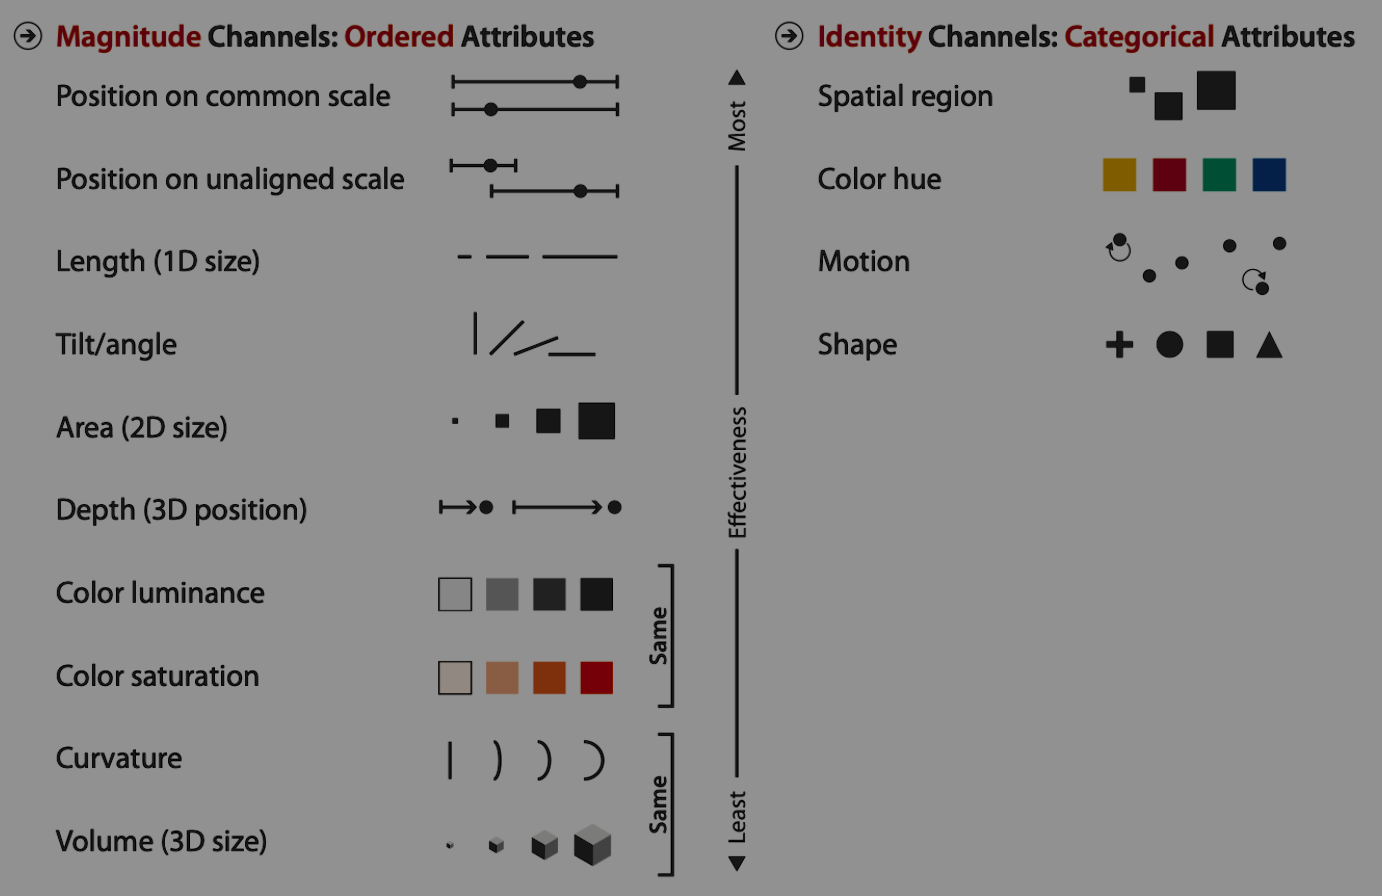 Magnitude Channels: Ordered Attributes
Position on common scale
Position on unaligned scale
Length (1D size)
Tilt/angle
Area (2D size)
Depth (3D position)
Color luminance
Color saturation
Same
Curvature
Volume (3D size)
Same
Most
Effectiveness
Least
Identity Channels: Categorical Attributes
Spatial region
Color hue
Motion
Shape